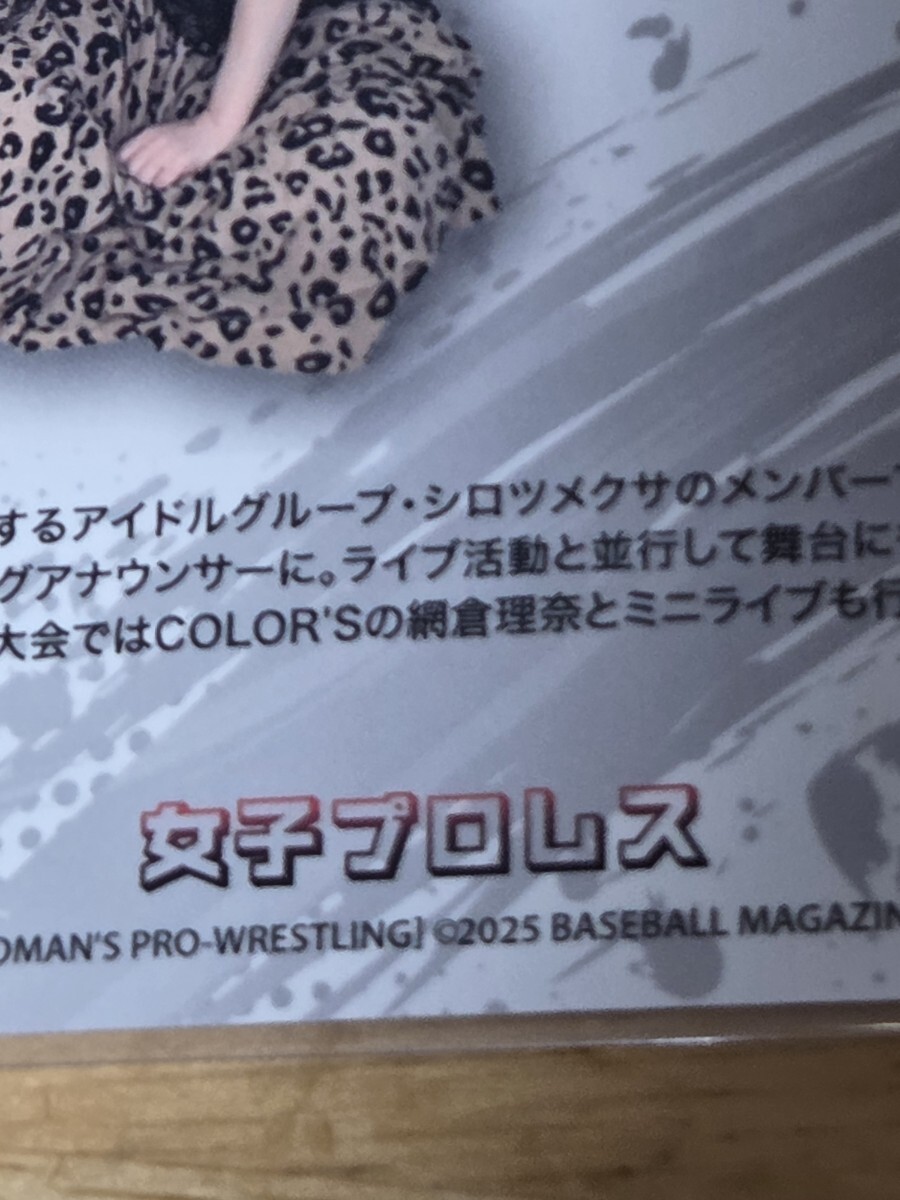 するアイドルグループ・シロツメクサのメンバー
グアナウンサーに。ライブ活動と並行して舞台に
大会ではCOLOR'Sの網倉理奈とミニライブも行
女子プロレス
OMAN'S PRO-WRESTLING] ©2025 BASEBALL MAGAZIN